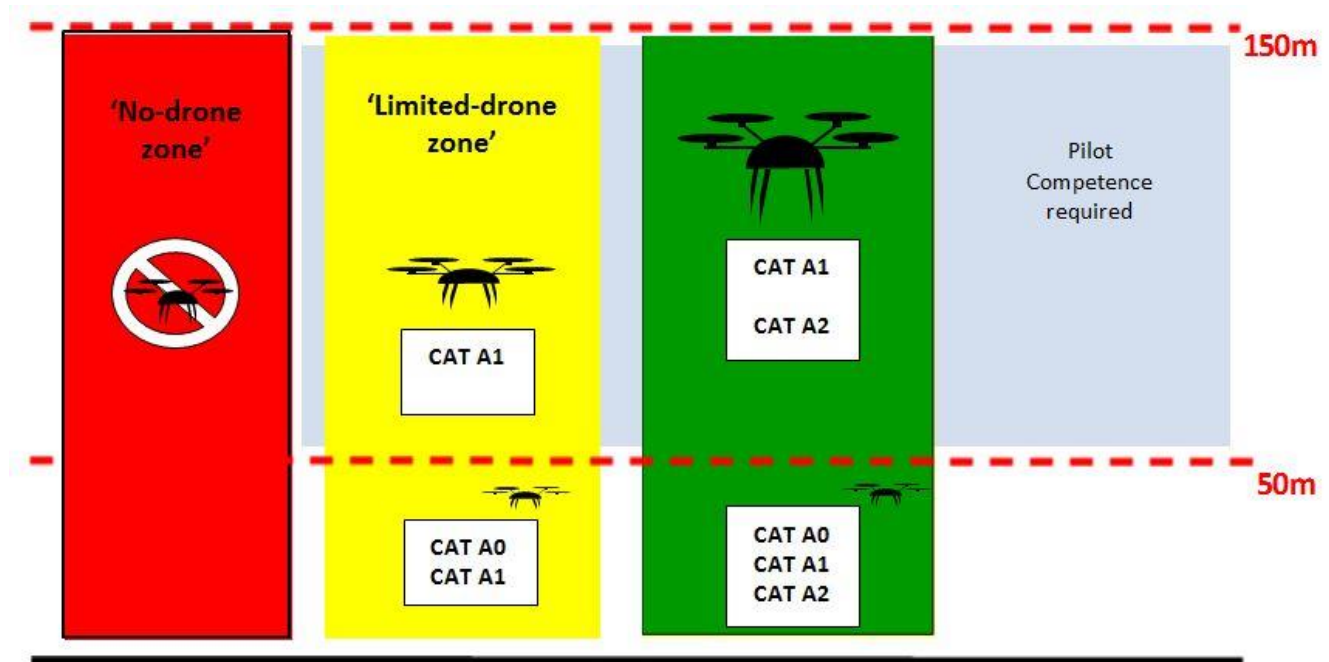 150m
'No-drone
zone'
'Limited-drone
zone'
Pilot
Competence
required
CAT A1
CAT A1
CAT A2
50m
CAT A0
CAT A1
CAT A0
CAT A1
CAT A2